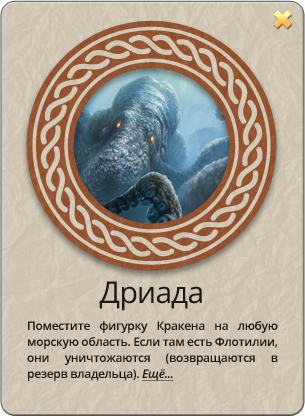 Дриада
Поместите фигурку Кракена на любую
морскую область. Если там есть Флотилии,
они уничтожаются (возвращаются в
резерв владельца). Ещё...